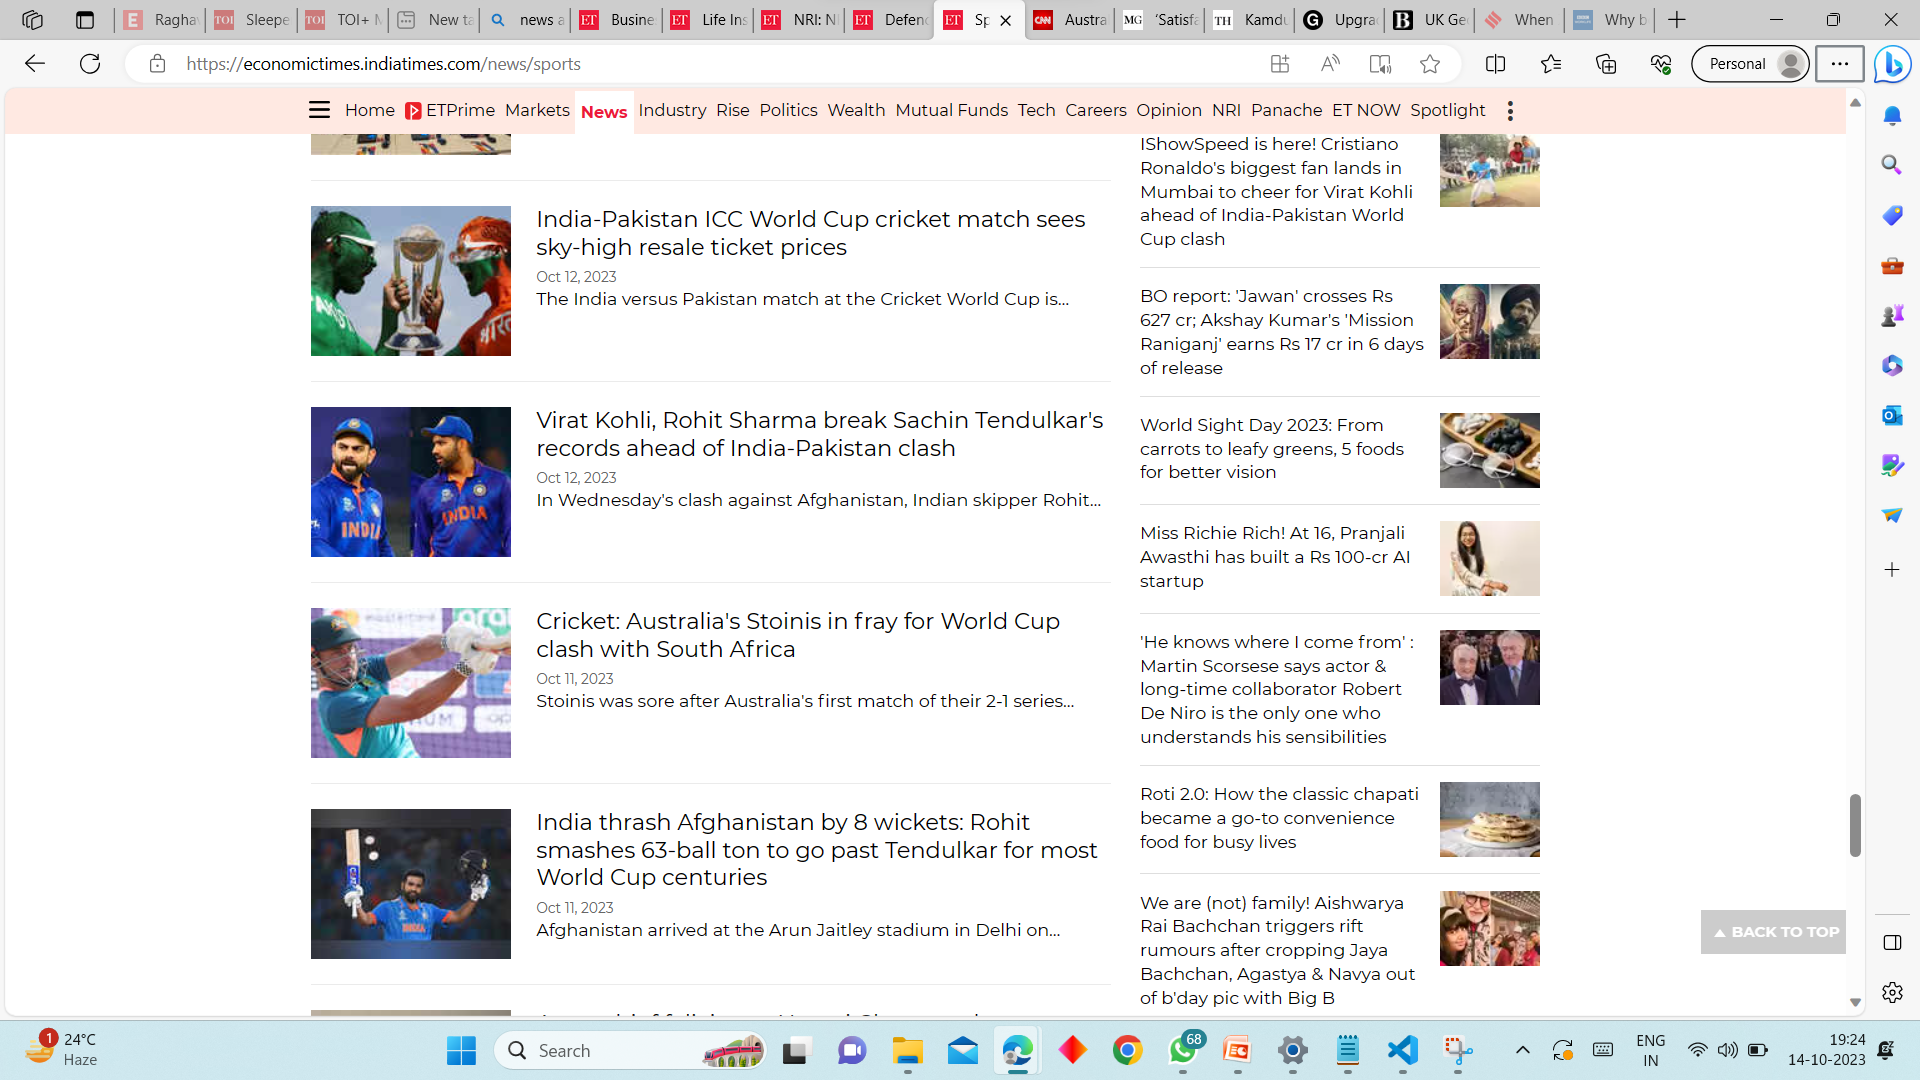 Ragha
Sleepe
TOI+ M
New ta
news a
Busine
Life Ins
NRI: N
Defenc
Sp
Austra
'Satisfa
Kamdu
Upgra
UK Ge
When
Why b
https://economictimes.indiatimes.com/news/sports
Personal
Home ETPrime Markets News Industry Rise Politics Wealth Mutual Funds Tech Careers Opinion NRI Panache ET NOW Spotlight
India-Pakistan ICC World Cup cricket match sees
sky-high resale ticket prices
Oct 12, 2023
The India versus Pakistan match at the Cricket World Cup is...
Virat Kohli, Rohit Sharma break Sachin Tendulkar's
records ahead of India-Pakistan clash
Oct 12, 2023
In Wednesday's clash against Afghanistan, Indian skipper Rohit...
INDIA
INDIA
Cricket: Australia's Stoinis in fray for World Cup
clash with South Africa
Oct 11, 2023
Stoinis was sore after Australia's first match of their 2-1 series...
India thrash Afghanistan by 8 wickets: Rohit
smashes 63-ball ton to go past Tendulkar for most
World Cup centuries
Oct 11, 2023
Afghanistan arrived at the Arun Jaitley stadium in Delhi on...
IShowSpeed is here! Cristiano
Ronaldo's biggest fan lands in
Mumbai to cheer for Virat Kohli
ahead of India-Pakistan World
Cup clash
BO report: 'Jawan' crosses Rs
627 cr; Akshay Kumar's 'Mission
Raniganj' earns Rs 17 cr in 6 days
of release
World Sight Day 2023: From
carrots to leafy greens, 5 foods
for better vision
Miss Richie Rich! At 16, Pranjali
Awasthi has built a Rs 100-cr AI
startup
'He knows where I come from' :
Martin Scorsese says actor &
long-time collaborator Robert
De Niro is the only one who
understands his sensibilities
Roti 2.0: How the classic chapati
became a go-to convenience
food for busy lives
We are (not) family! Aishwarya
Rai Bachchan triggers rift
rumours after cropping Jaya
Bachchan, Agastya & Navya out
of b'day pic with Big B
BACK TO TOP
1
24°C
Haze
Search
68
ENG
IN
19:24
14-10-2023